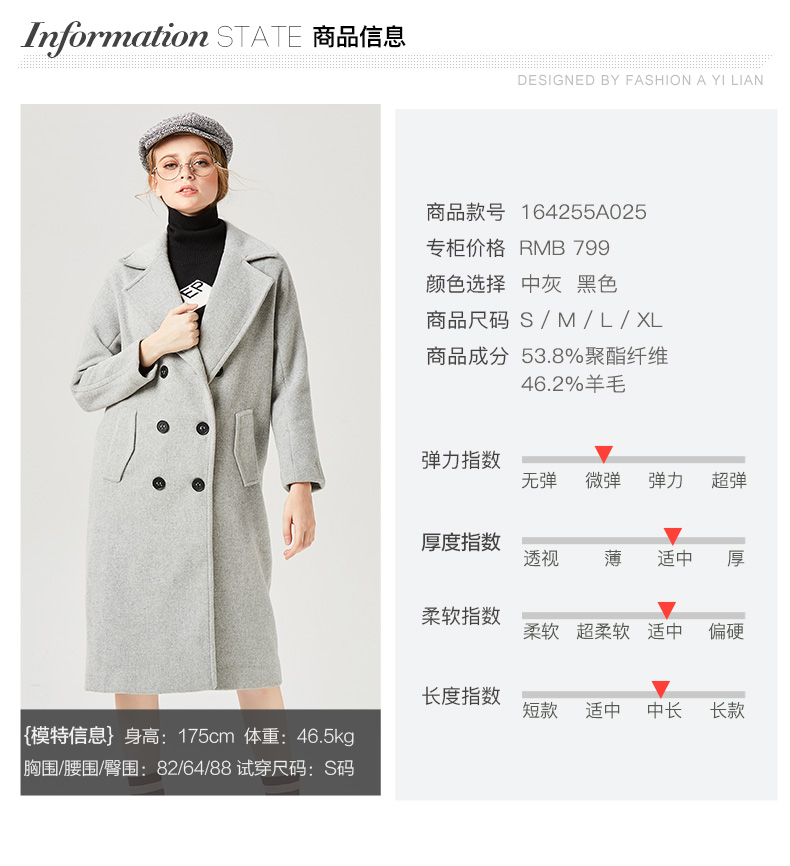 Information STATE 商品信息
DESIGNED BY FASHION A YI LIAN
EP
商品款号 164255A025
专柜价格 RMB 799
颜色选择 中灰 黑色
商品尺码 S / M / L / XL
商品成分 53.8%聚酯纤维
46.2%羊毛
弹力指数
无弹 微弹 弹力 超弹
厚度指数
透视 薄 适中 厚
柔软指数
柔软 超柔软 适中 偏硬
长度指数
短款 适中 中长 长款
{模特信息} 身高：175cm 体重：46.5kg
胸围/腰围/臀围：82/64/88 试穿尺码：S码